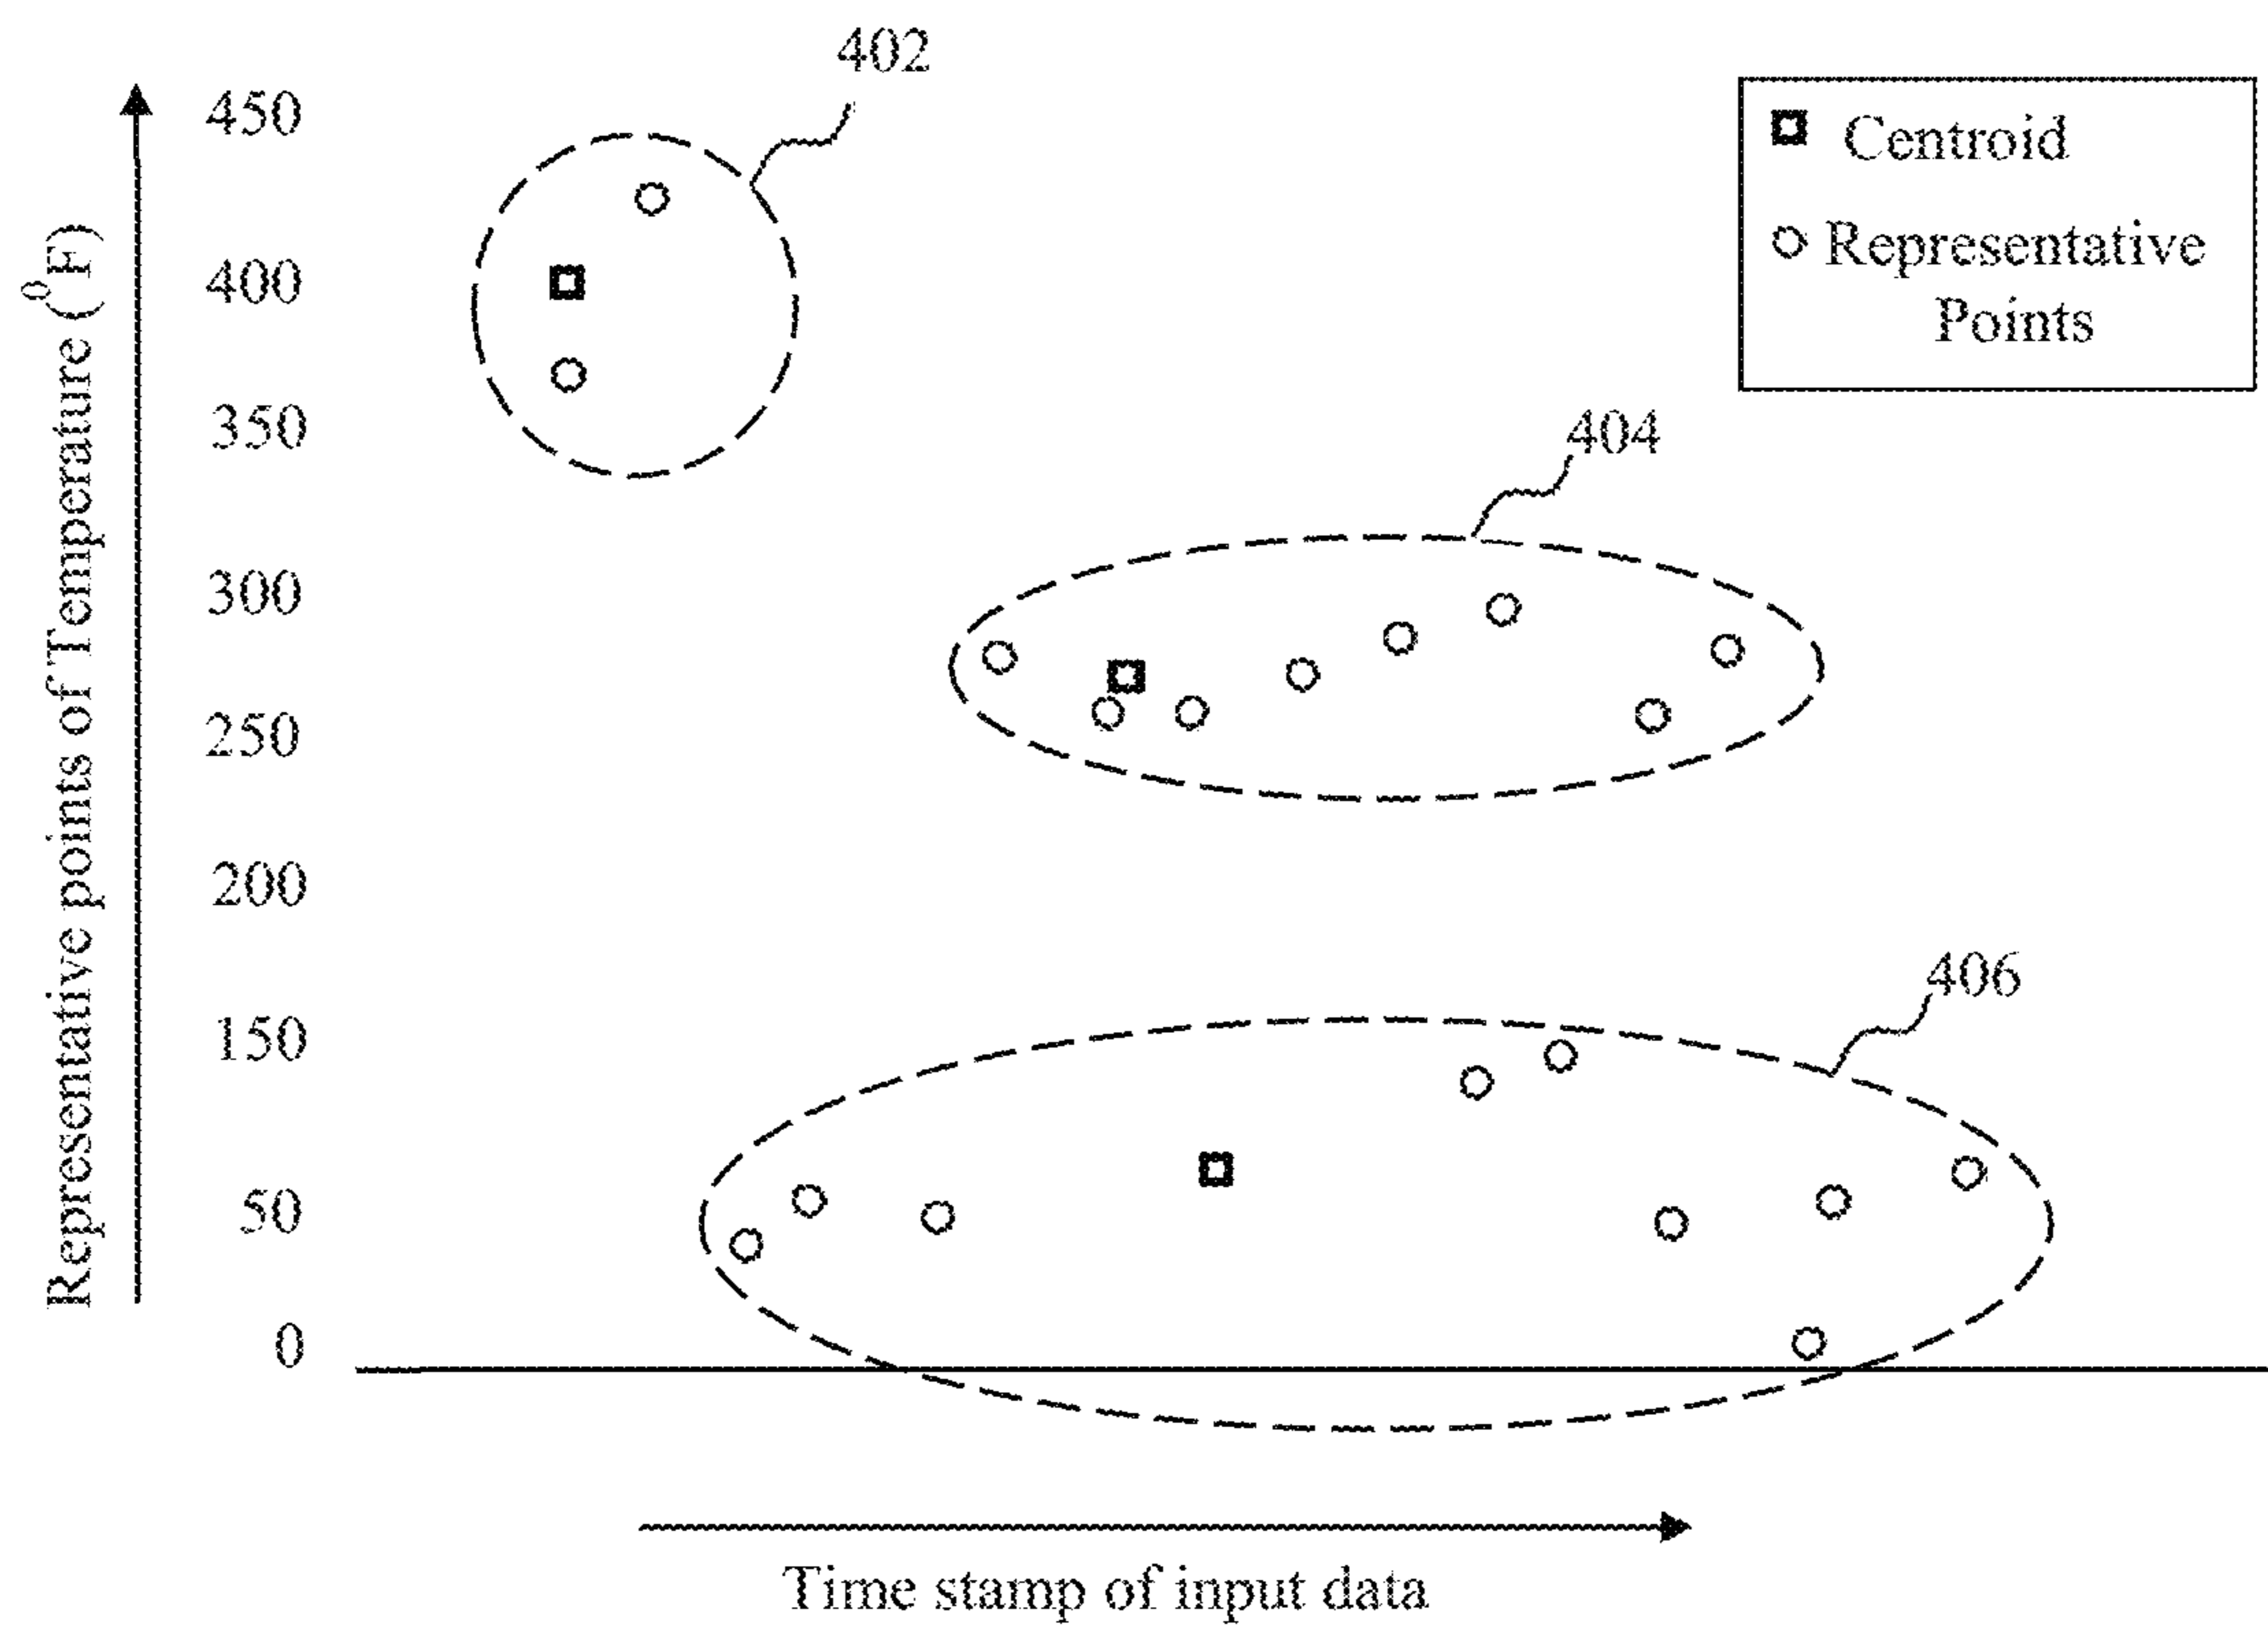 402
450
400
350
300
250
200
150
50
0
Representative points of Temperature (⁰F)
Centroid
Representative
Points
404
406
Time stamp of input data